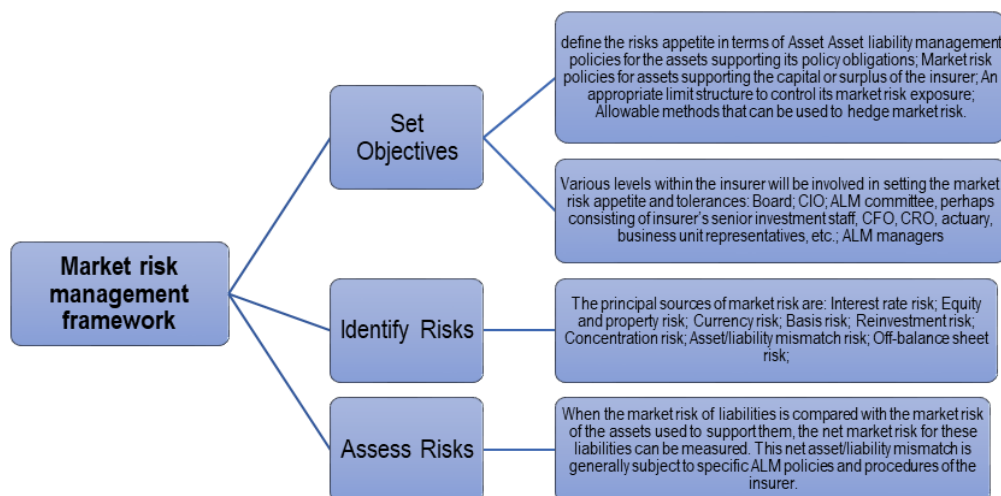 Market risk
management
framework
Set
Objectives
define the risks appetite in terms of Asset Asset liability management
policies for the assets supporting its policy obligations; Market risk
policies for assets supporting the capital or surplus of the insurer; An
appropriate limit structure to control its market risk exposure;
Allowable methods that can be used to hedge market risk.
Various levels within the insurer will be involved in setting the market
risk appetite and tolerances: Board; CIO; ALM committee, perhaps
consisting of insurer's senior investment staff, CFO, CRO, actuary,
business unit representatives, etc.; ALM managers
Identify Risks
The principal sources of market risk are: Interest rate risk; Equity
and property risk; Currency risk; Basis risk; Reinvestment risk;
Concentration risk; Asset/liability mismatch risk; Off-balance sheet
risk;
Assess Risks
When the market risk of liabilities is compared with the market risk
of the assets used to support them, the net market risk for these
liabilities can be measured. This net asset/liability mismatch is
generally subject to specific ALM policies and procedures of the
insurer.